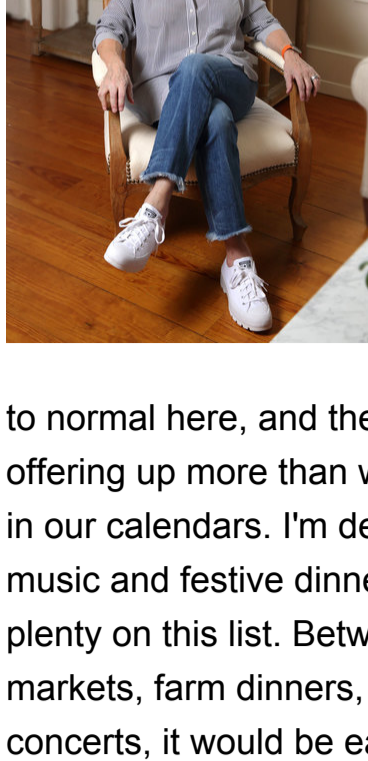 to normal here, and the
offering up more than w
in our calendars. I'm de
music and festive dinne
plenty on this list. Betw
markets, farm dinners,
concerts, it would be ea